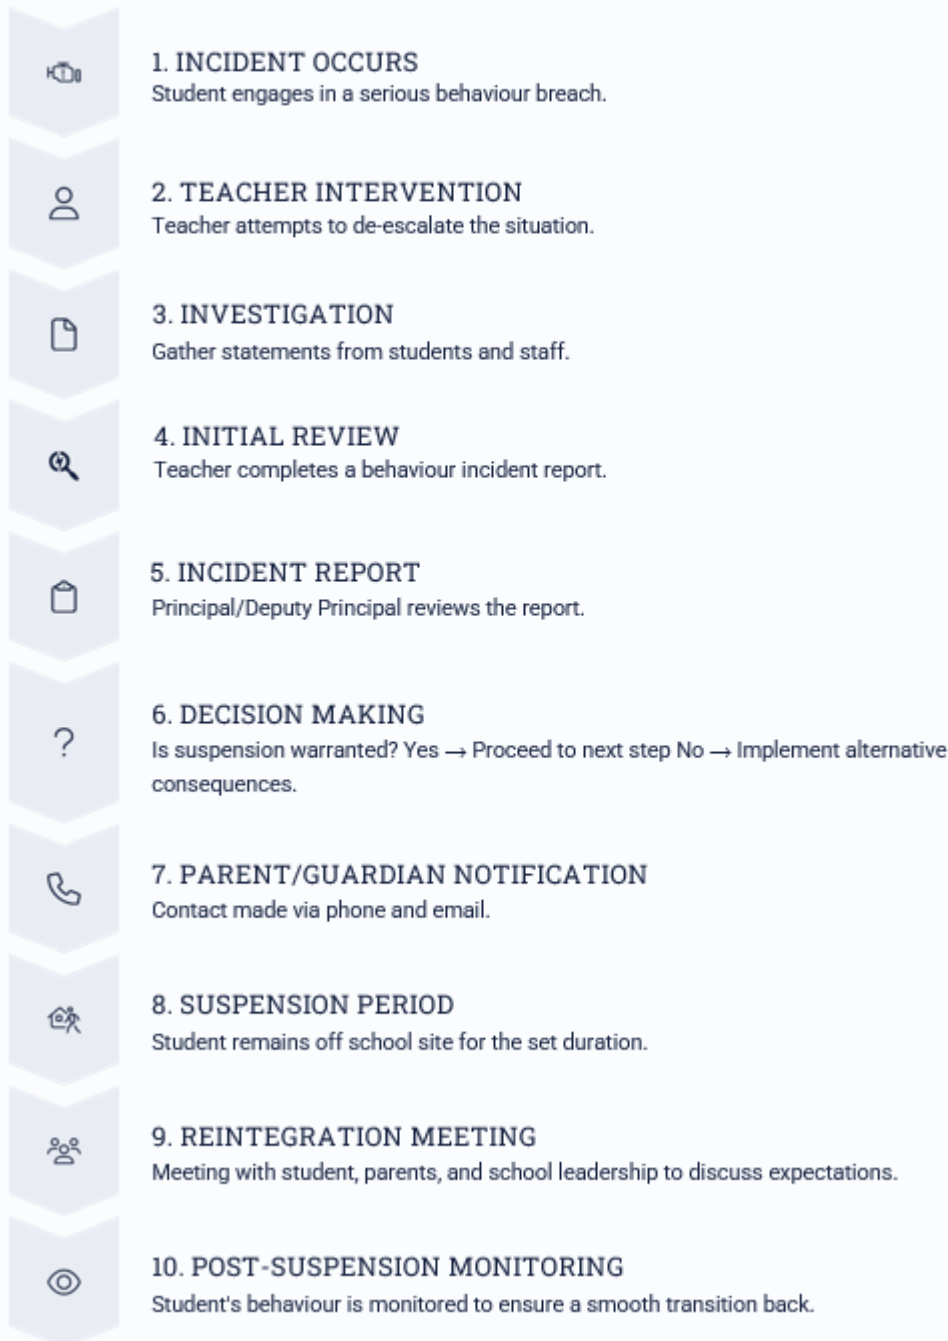 1. INCIDENT OCCURS
Student engages in a serious behaviour breach.
2. TEACHER INTERVENTION
Teacher attempts to de-escalate the situation.
3. INVESTIGATION
Gather statements from students and staff.
4. INITIAL REVIEW
Teacher completes a behaviour incident report.
5. INCIDENT REPORT
Principal/Deputy Principal reviews the report.
6. DECISION MAKING
Is suspension warranted? Yes → Proceed to next step No → Implement alternative
consequences.
7. PARENT/GUARDIAN NOTIFICATION
Contact made via phone and email.
8. SUSPENSION PERIOD
Student remains off school site for the set duration.
9. REINTEGRATION MEETING
Meeting with student, parents, and school leadership to discuss expectations.
10. POST-SUSPENSION MONITORING
Student's behaviour is monitored to ensure a smooth transition back.